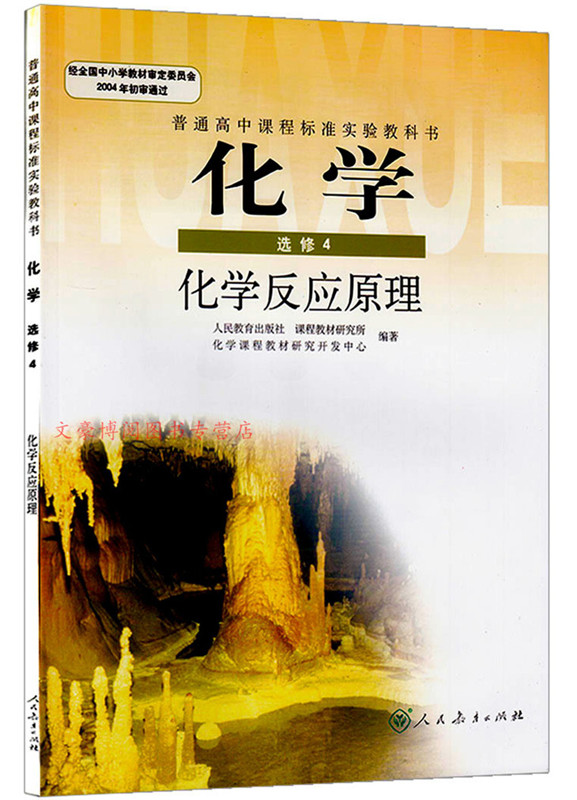 经全国中小学教材审定委员会
2004年初审通过
HUAXUE
普通高中课程标准实验教科书
化学
选修 4
化学反应原理
人民教育出版社 课程教材研究所
化学课程教材研究开发中心
编著
文豪博阅图书专营店
人民教育出版社
普通高中课程标准实验教科书
化学
选修 4
化学反应原理
人民教育出版社